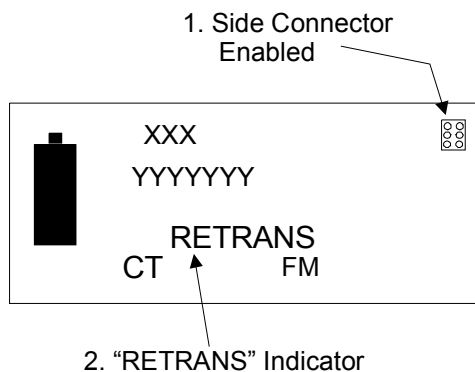 1. Side Connector
Enabled
XXX
YYYYYYY
RETRANS
CT FM
2. “RETRANS” Indicator